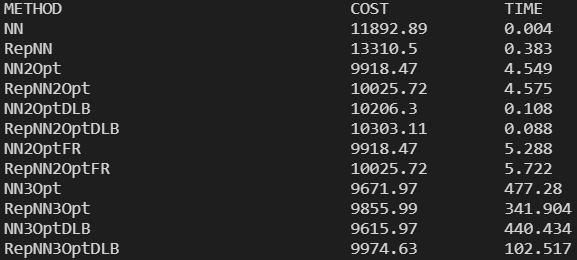 METHOD COST TIME
NN 11892.89 0.004
RepNN 13310.5 0.383
NN2Opt 9918.47 4.549
RepNN2Opt 10025.72 4.575
NN2OptDLB 10206.3 0.108
RepNN2OptDLB 10303.11 0.088
NN2OptFR 9918.47 5.288
RepNN2OptFR 10025.72 5.722
NN3Opt 9671.97 477.28
RepNN3Opt 9855.99 341.904
NN3OptDLB 9615.97 440.434
RepNN3OptDLB 9974.63 102.517